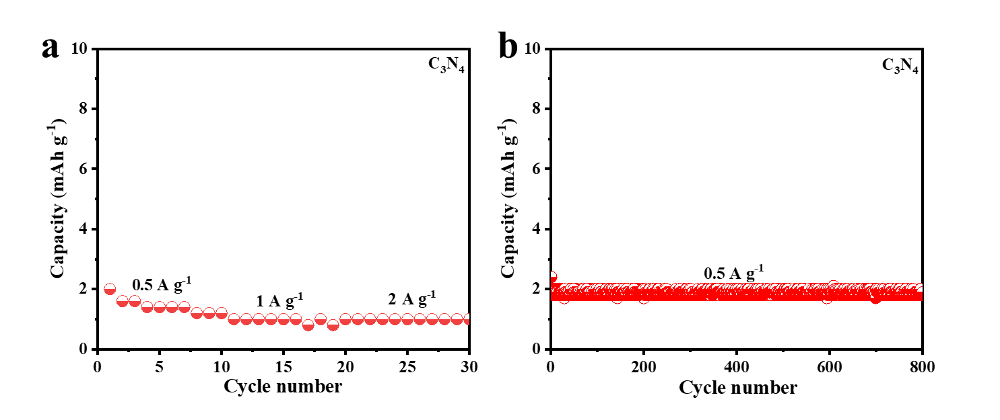 a
10
8
6
4
2
0
Capacity (mAh g⁻¹)
C₃N₄
0.5 A g⁻¹
1 A g⁻¹
2 A g⁻¹
0 5 10 15 20 25 30
Cycle number
b
10
8
6
4
2
0
Capacity (mAh g⁻¹)
C₃N₄
0.5 A g⁻¹
0 200 400 600 800
Cycle number